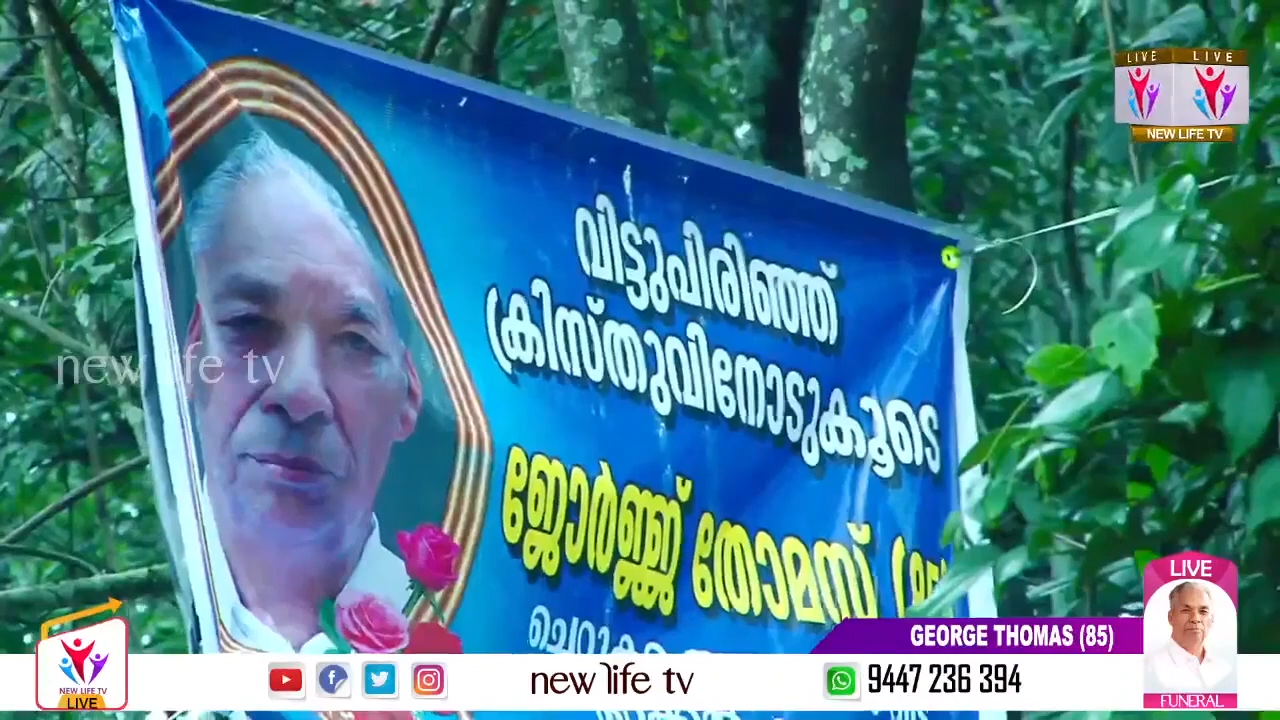 LIVE LIVE
NEW LIFE TV
വിട്ടുപിരിഞ്ഞ്
ക്രിസ്തുവിനോടുകൂടെ
new life tv
ജോർജ്ജ് തോമസ്
LIVE
GEORGE THOMAS (85)
NEW LIFE TV
LIVE
new life tv
9447 236 394
FUNERAL